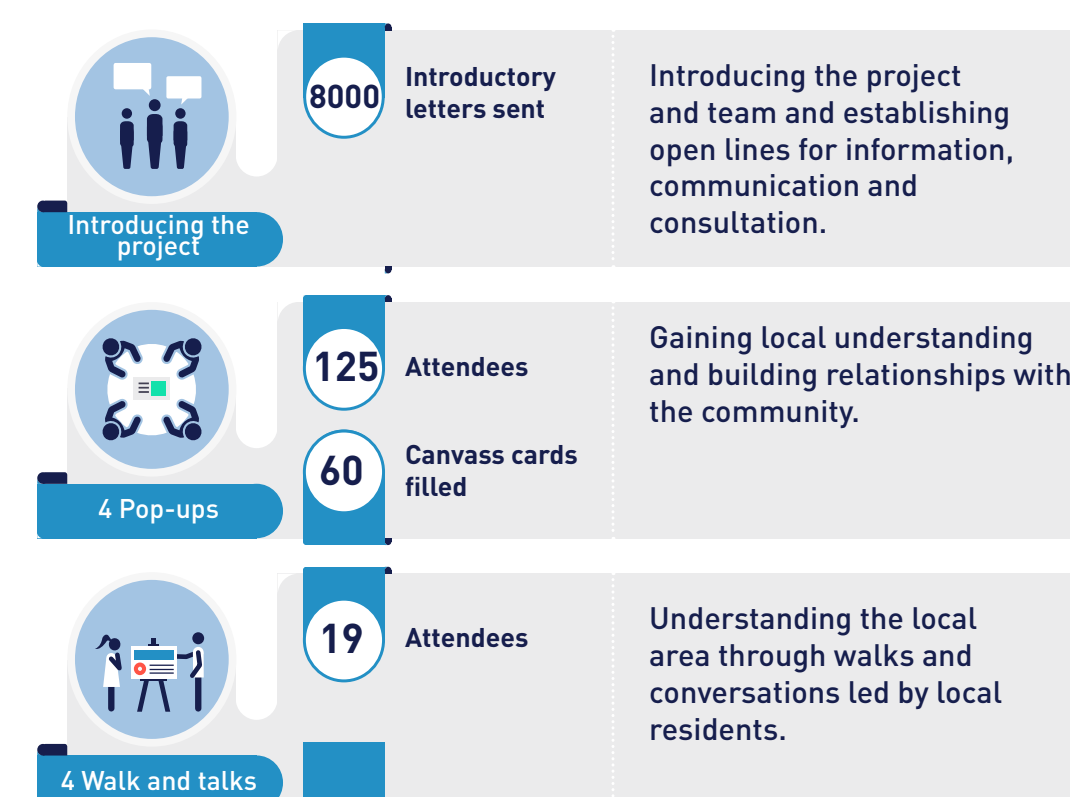 8000
Introductory
letters sent
Introducing the project
and team and establishing
open lines for information,
communication and
consultation.
Introducing the
project
125
Attendees
Gaining local understanding
and building relationships with
the community.
60
Canvass cards
filled
4 Pop-ups
19
Attendees
Understanding the local
area through walks and
conversations led by local
residents.
4 Walk and talks